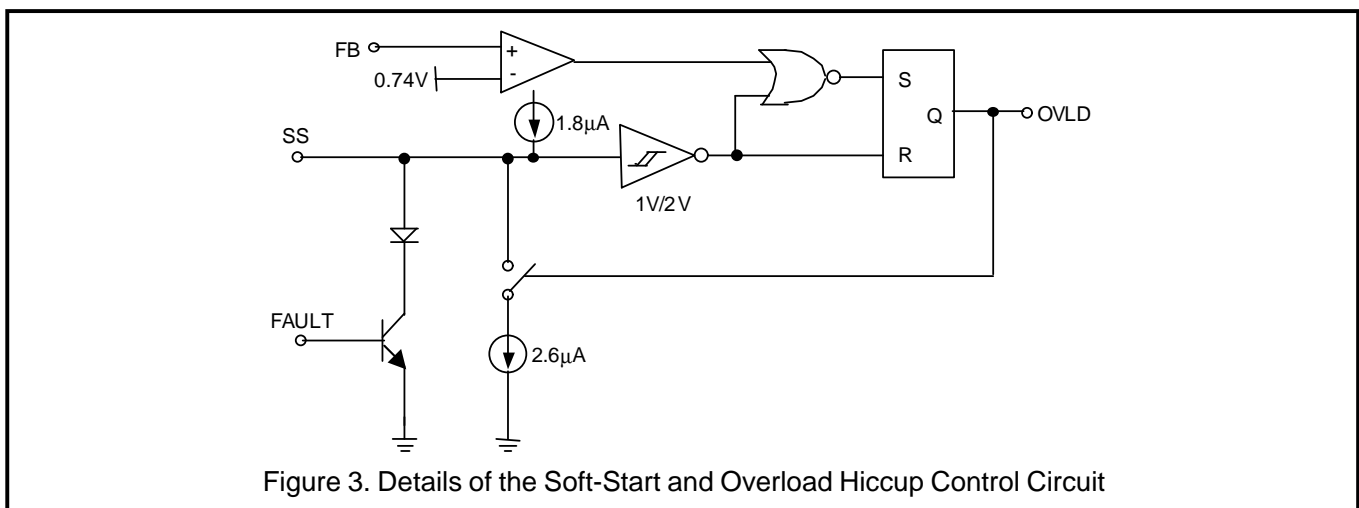 FB
+
-
0.74V
1.8μA
SS
1V/2V
S
Q
R
OVLD
FAULT
2.6μA
Figure 3. Details of the Soft-Start and Overload Hiccup Control Circuit